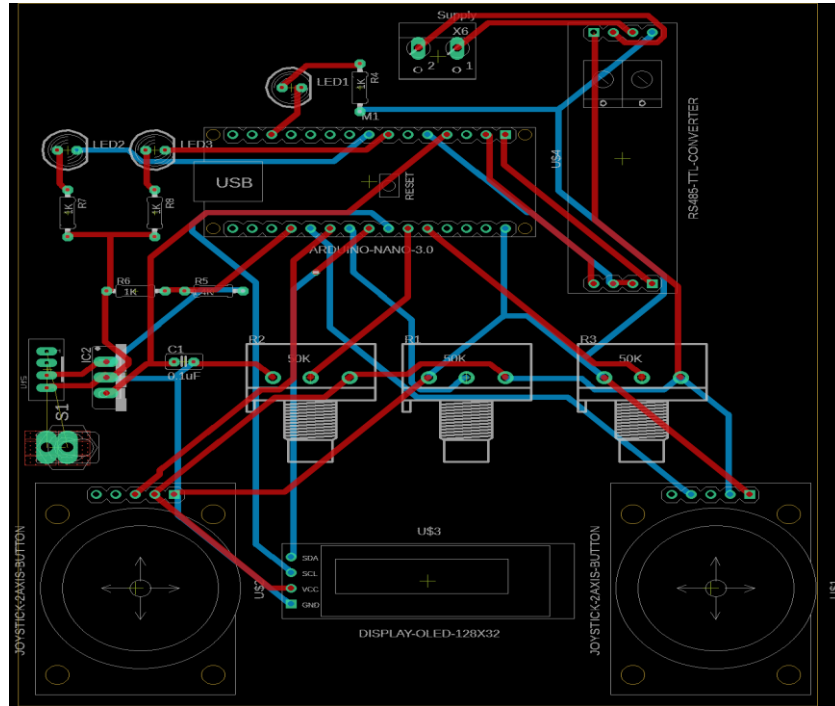 Supply
X6
2 1
LED1
R4
1K
M1
LED2
LED3
U$4
USB
RESET
RS485-TTL-CONVERTER
R7
1K
R8
1K
ARDUINO-NANO-3.0
R6
1K
R5
IC2
C1
0.1uF
R2
50K
R1
50K
R3
50K
S1
U$3
SDA
SCL
VCC
GND
DISPLAY-OLED-128X32
JOYSTICK-2AXIS-BUTTON
U$2
JOYSTICK-2AXIS-BUTTON
U$1